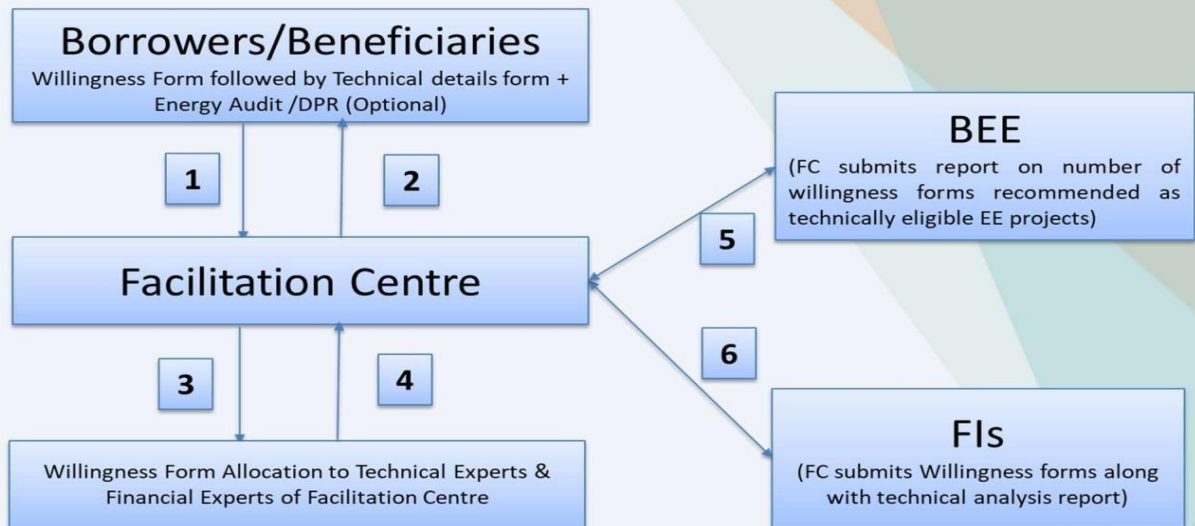 Borrowers/Beneficiaries
Willingness Form followed by Technical details form +
Energy Audit /DPR (Optional)
1
2
BEE
(FC submits report on number of
willingness forms recommended as
technically eligible EE projects)
5
Facilitation Centre
3
4
6
Willingness Form Allocation to Technical Experts &
Financial Experts of Facilitation Centre
FIs
(FC submits Willingness forms along
with technical analysis report)